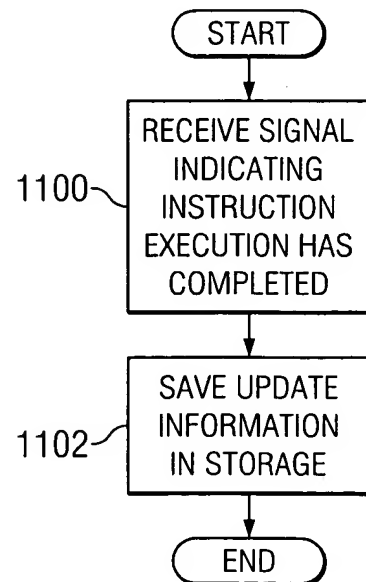 START
1100
RECEIVE SIGNAL
INDICATING
INSTRUCTION
EXECUTION HAS
COMPLETED
1102
SAVE UPDATE
INFORMATION
IN STORAGE
END